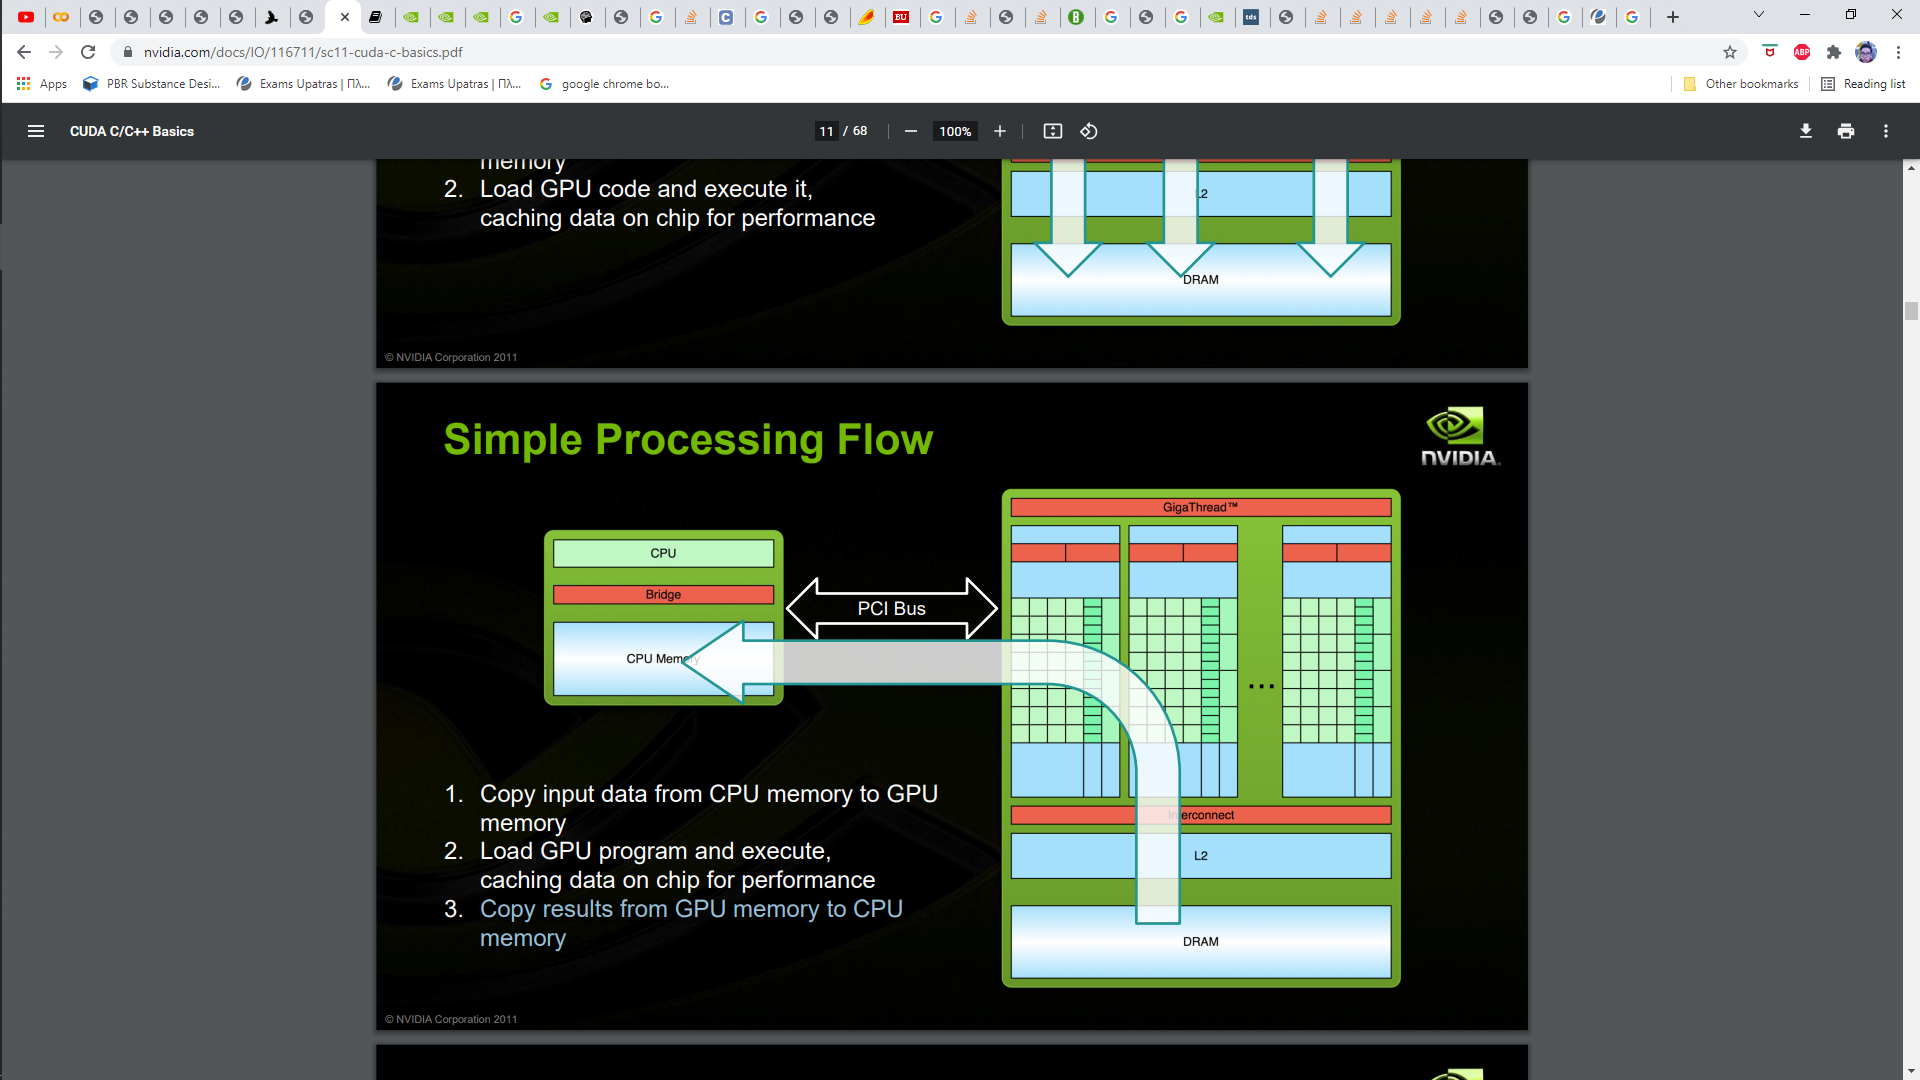 nvidia.com/docs/IO/116711/sc11-cuda-c-basics.pdf
Apps
PBR Substance Desi...
Exams Upatras | Πλ...
Exams Upatras | Πλ...
google chrome bo...
Other bookmarks
Reading list
CUDA C/C++ Basics
11 / 68
100%
memory
2. Load GPU code and execute it,
caching data on chip for performance
L2
DRAM
© NVIDIA Corporation 2011
Simple Processing Flow
NVIDIA.
GigaThread™
CPU
Bridge
PCI Bus
CPU Memory
...
1. Copy input data from CPU memory to GPU
memory
2. Load GPU program and execute,
caching data on chip for performance
3. Copy results from GPU memory to CPU
memory
Interconnect
L2
DRAM
© NVIDIA Corporation 2011